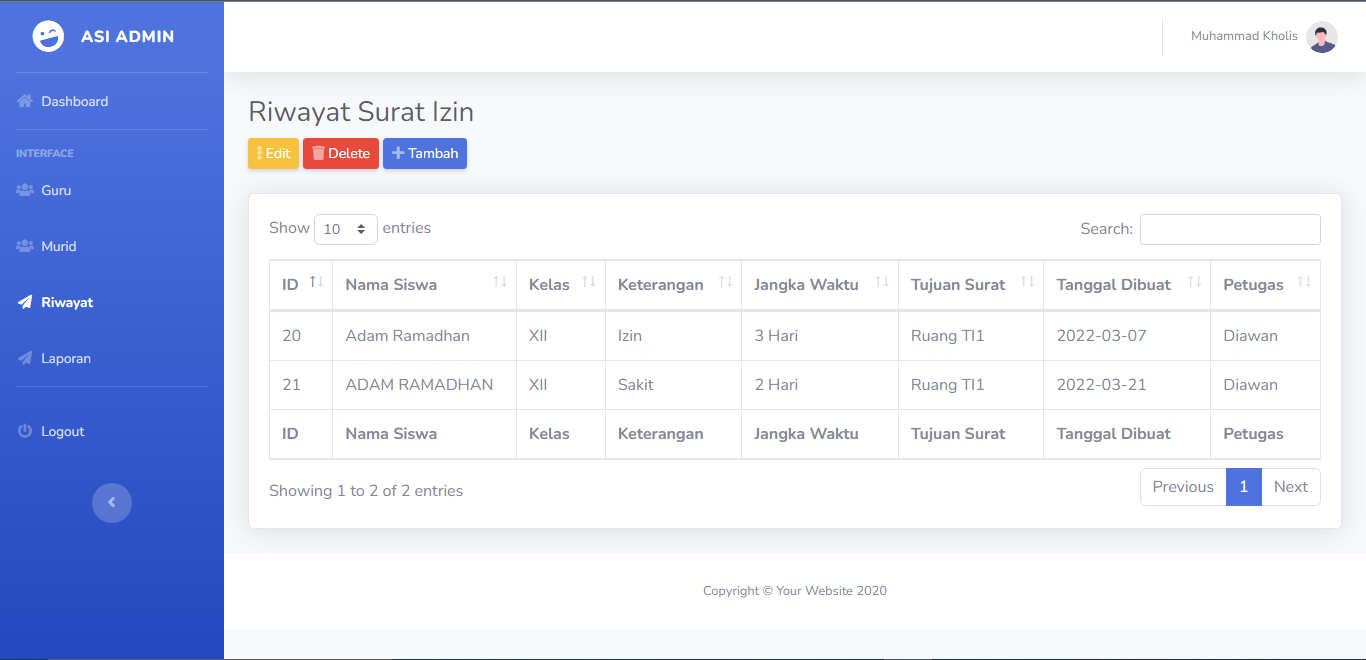 ASI ADMIN
Muhammad Kholis
Dashboard
INTERFACE
Guru
Murid
Riwayat
Laporan
Logout
Riwayat Surat Izin
Edit Delete Tambah
Show 10 entries Search:
ID Nama Siswa Kelas Keterangan Jangka Waktu Tujuan Surat Tanggal Dibuat Petugas
20 Adam Ramadhan XII Izin 3 Hari Ruang TI1 2022-03-07 Diawan
21 ADAM RAMADHAN XII Sakit 2 Hari Ruang TI1 2022-03-21 Diawan
ID Nama Siswa Kelas Keterangan Jangka Waktu Tujuan Surat Tanggal Dibuat Petugas
Showing 1 to 2 of 2 entries Previous 1 Next
Copyright © Your Website 2020